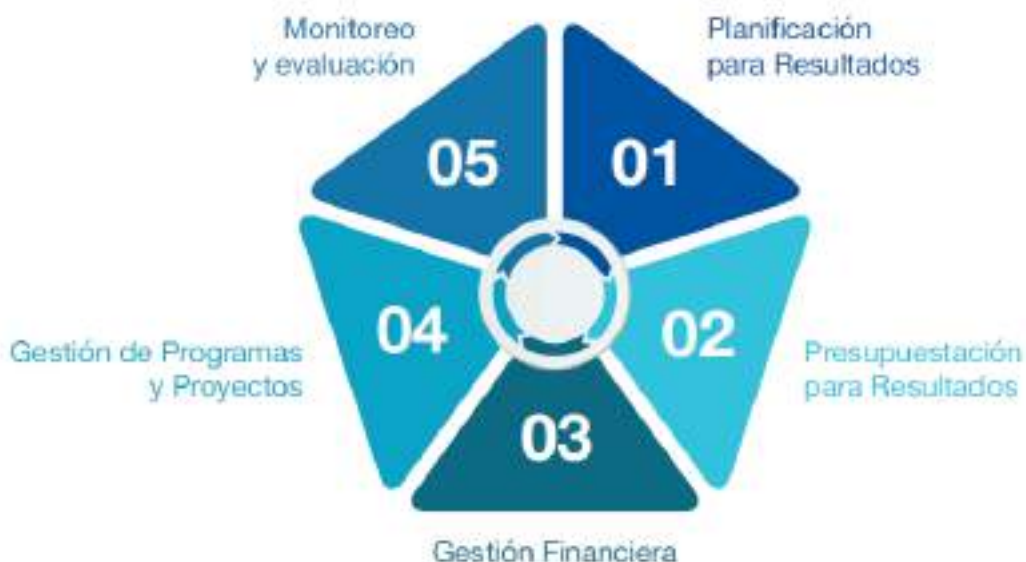 Monitoreo
y evaluación
Planificación
para Resultados
05
01
04
02
Gestión de Programas
y Proyectos
Presupuestación
para Resultados
03
Gestión Financiera